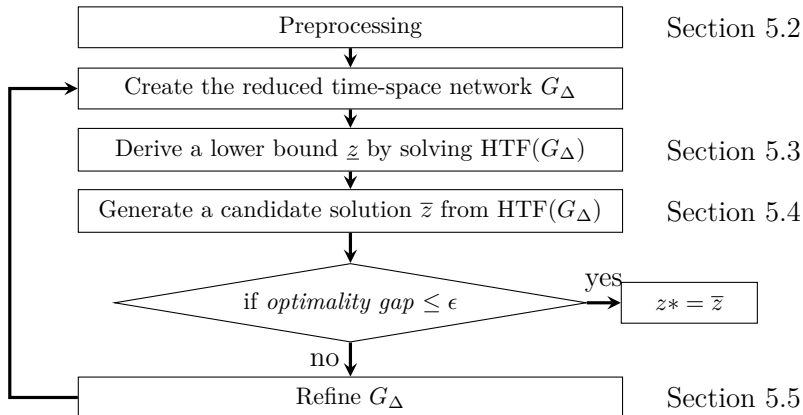 Preprocessing Section 5.2
Create the reduced time-space network G_Δ
Derive a lower bound z̲ by solving HTF(G_Δ) Section 5.3
Generate a candidate solution z̄ from HTF(G_Δ) Section 5.4
yes
if optimality gap ≤ ϵ
z* = z̄
no
Refine G_Δ Section 5.5